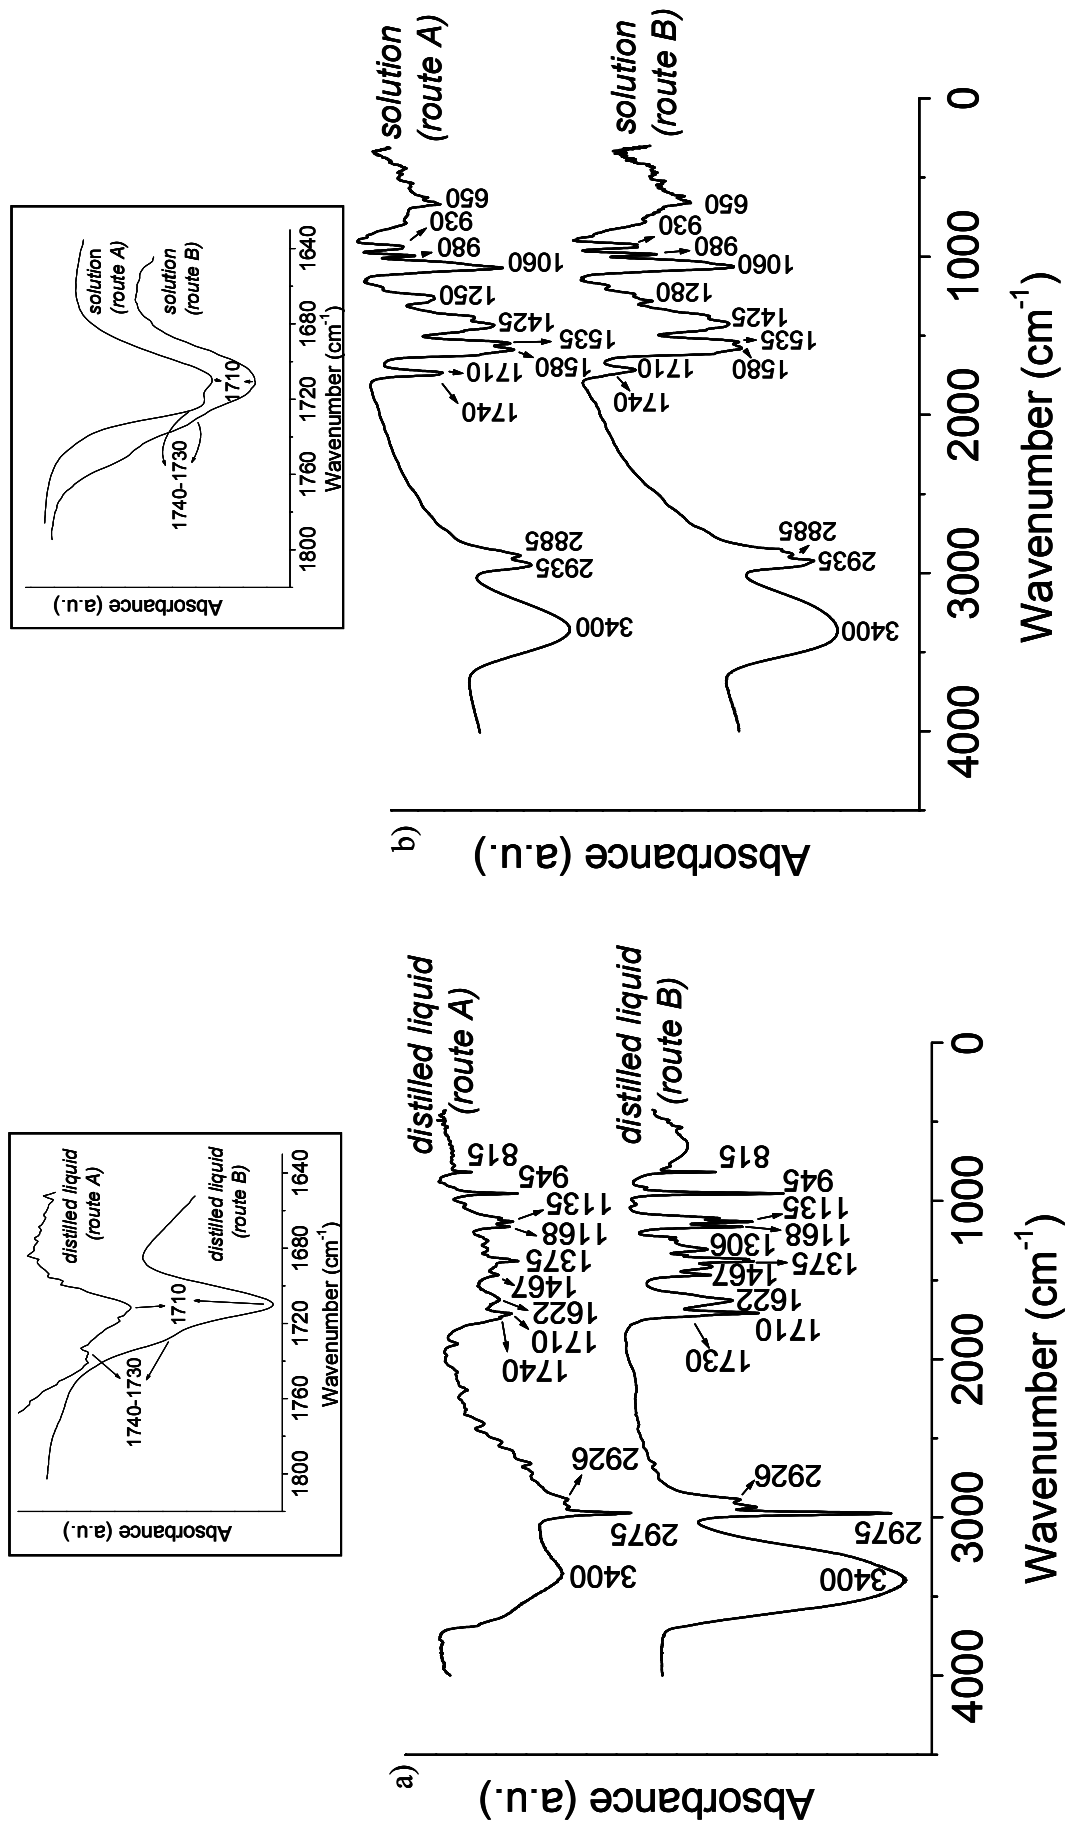 a)
Absorbance (a.u.)
distilled liquid
(route A)
3400
2975
2926
1740
1710
1622
1467
1375
1168
1135
945
815
distilled liquid
(route B)
3400
2975
2926
1730
1710
1622
1467
1375
1306
1168
1135
945
815
4000
3000
2000
1000
0
Wavenumber (cm-1)
Absorbance (a.u.)
distilled liquid
(route A)
distilled liquid
(route B)
1740-1730
1710
1800
1760
1720
1680
1640
Wavenumber (cm-1)
b)
Absorbance (a.u.)
solution
(route A)
3400
2935
2885
1740
1710
1580
1535
1425
1250
1060
980
930
650
solution
(route B)
3400
2935
2885
1740
1710
1580
1535
1425
1280
1060
980
930
650
4000
3000
2000
1000
0
Wavenumber (cm-1)
Absorbance (a.u.)
solution
(route A)
solution
(route B)
1740-1730
1710
1800
1760
1720
1680
1640
Wavenumber (cm-1)